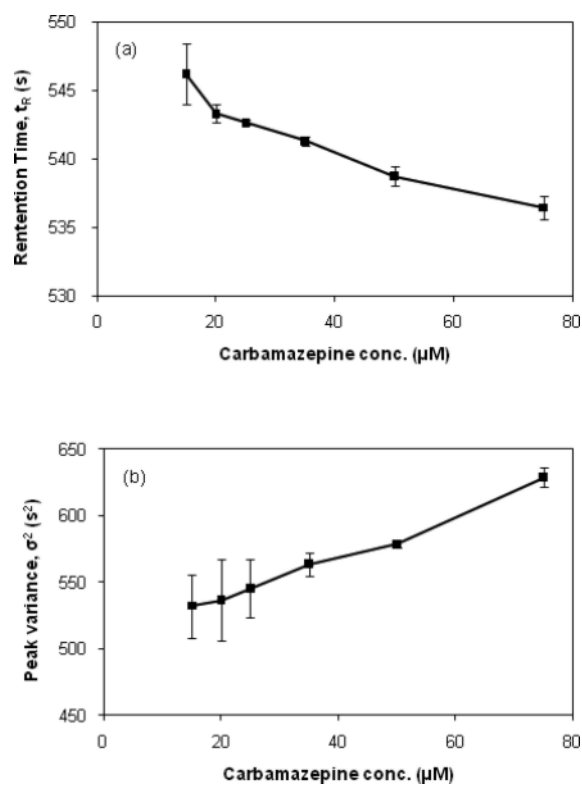 (a)
Rentention Time, tR (s)
550
545
540
535
530
0 20 40 60 80
Carbamazepine conc. (µM)
(b)
Peak variance, σ² (s²)
650
600
550
500
450
0 20 40 60 80
Carbamazepine conc. (µM)